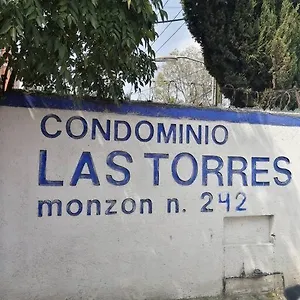 CONDOMINIO
LAS TORRES
monzon n. 242